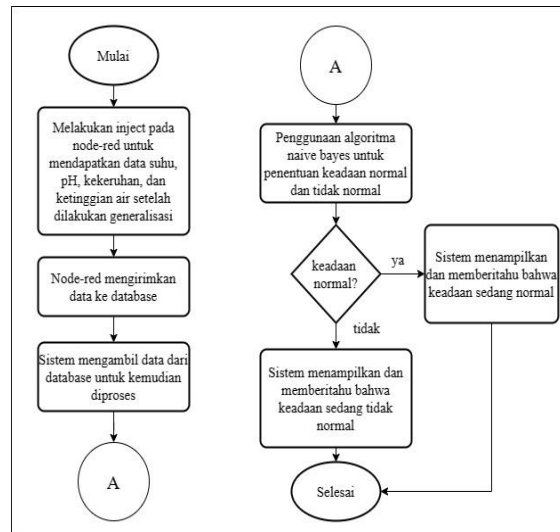 Mulai
Melakukan inject pada
node-red untuk
mendapatkan data suhu,
pH, kekeruhan, dan
ketinggian air setelah
dilakukan generalisasi
Node-red mengirimkan
data ke database
Sistem mengambil data dari
database untuk kemudian
diproses
A
A
Penggunaan algoritma
naive bayes untuk
penentuan keadaan normal
dan tidak normal
keadaan
normal?
ya
Sistem menampilkan
dan memberitahu bahwa
keadaan sedang normal
tidak
Sistem menampilkan dan
memberitahu bahwa
keadaan sedang tidak
normal
Selesai